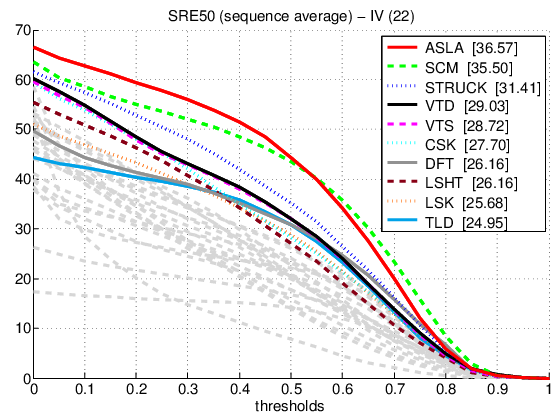 SRE50 (sequence average) − IV (22)
70
60
50
40
30
20
10
0
0 0.1 0.2 0.3 0.4 0.5 0.6 0.7 0.8 0.9 1
thresholds
ASLA [36.57]
SCM [35.50]
STRUCK [31.41]
VTD [29.03]
VTS [28.72]
CSK [27.70]
DFT [26.16]
LSHT [26.16]
LSK [25.68]
TLD [24.95]